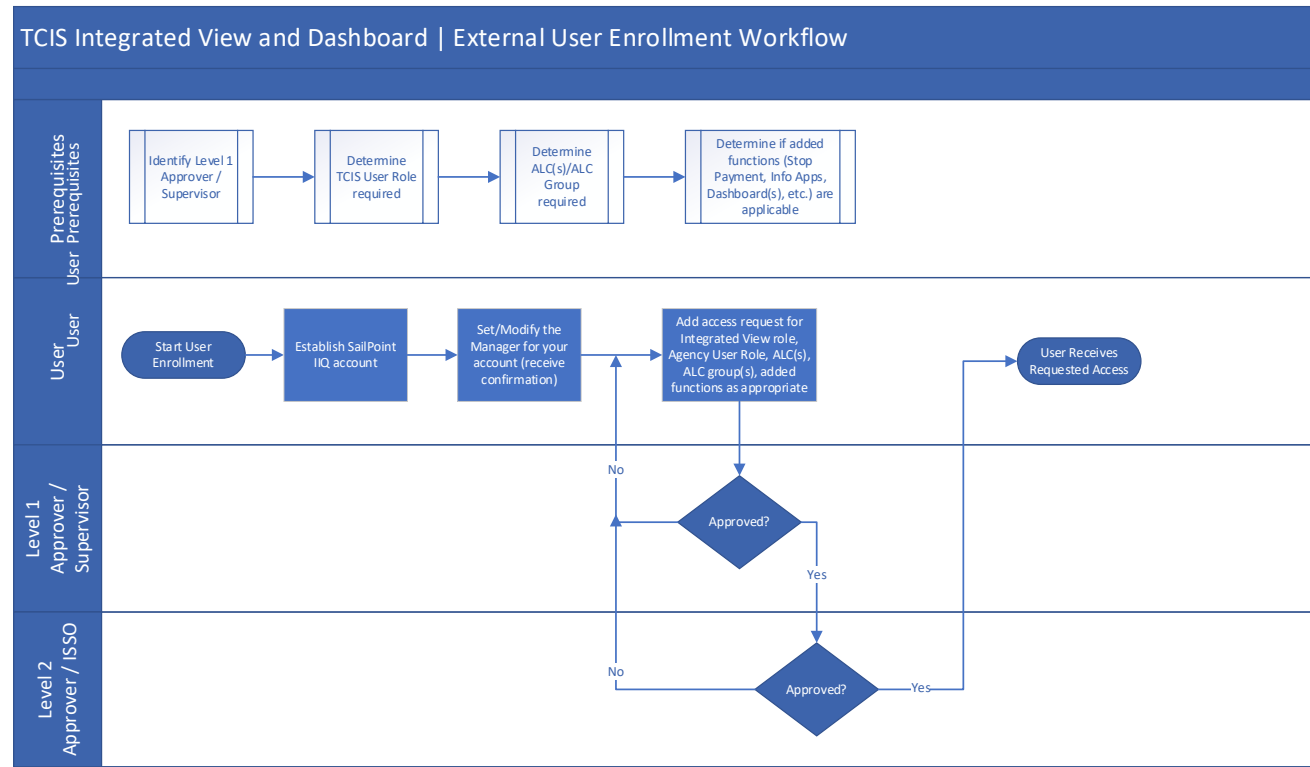 TCIS Integrated View and Dashboard | External User Enrollment Workflow
Prerequisites
User Prerequisites
Identify Level 1
Approver /
Supervisor
Determine
TCIS User Role
required
Determine
ALC(s)/ALC
Group
required
Determine if added
functions (Stop
Payment, Info Apps,
Dashboard(s), etc.) are
applicable
User
User
Start User
Enrollment
Establish SailPoint
IIQ account
Set/Modify the
Manager for your
account (receive
confirmation)
Add access request for
Integrated View role,
Agency User Role, ALC(s),
ALC group(s), added
functions as appropriate
User Receives
Requested Access
Level 1
Approver /
Supervisor
No
Approved?
Yes
Level 2
Approver / ISSO
No
Approved?
Yes